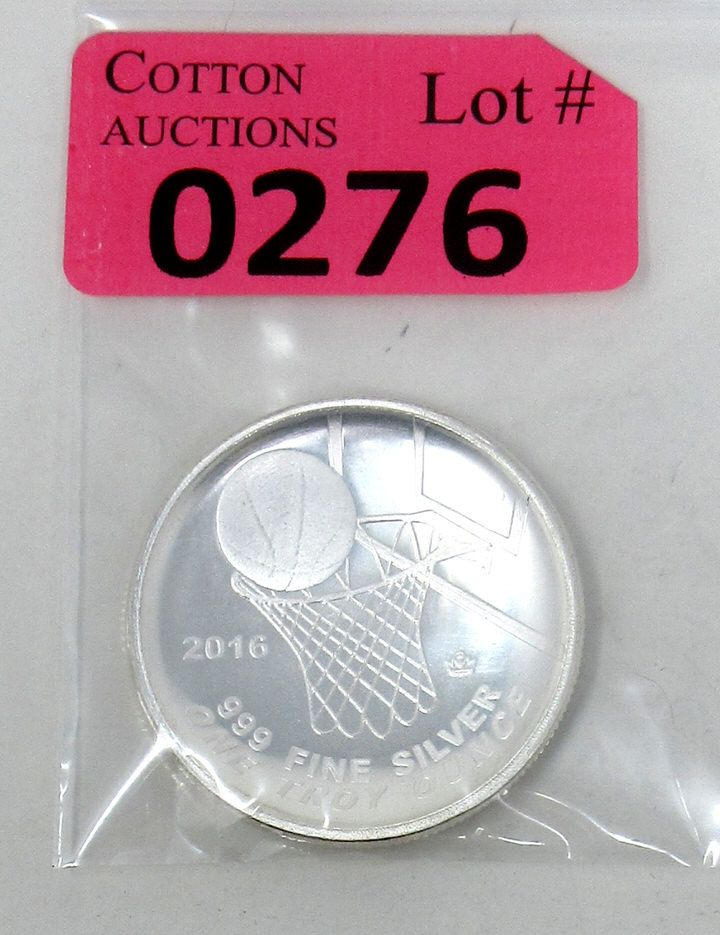 COTTON
AUCTIONS
Lot #
0276
2016
999 FINE SILVER
ONE TROY OUNCE